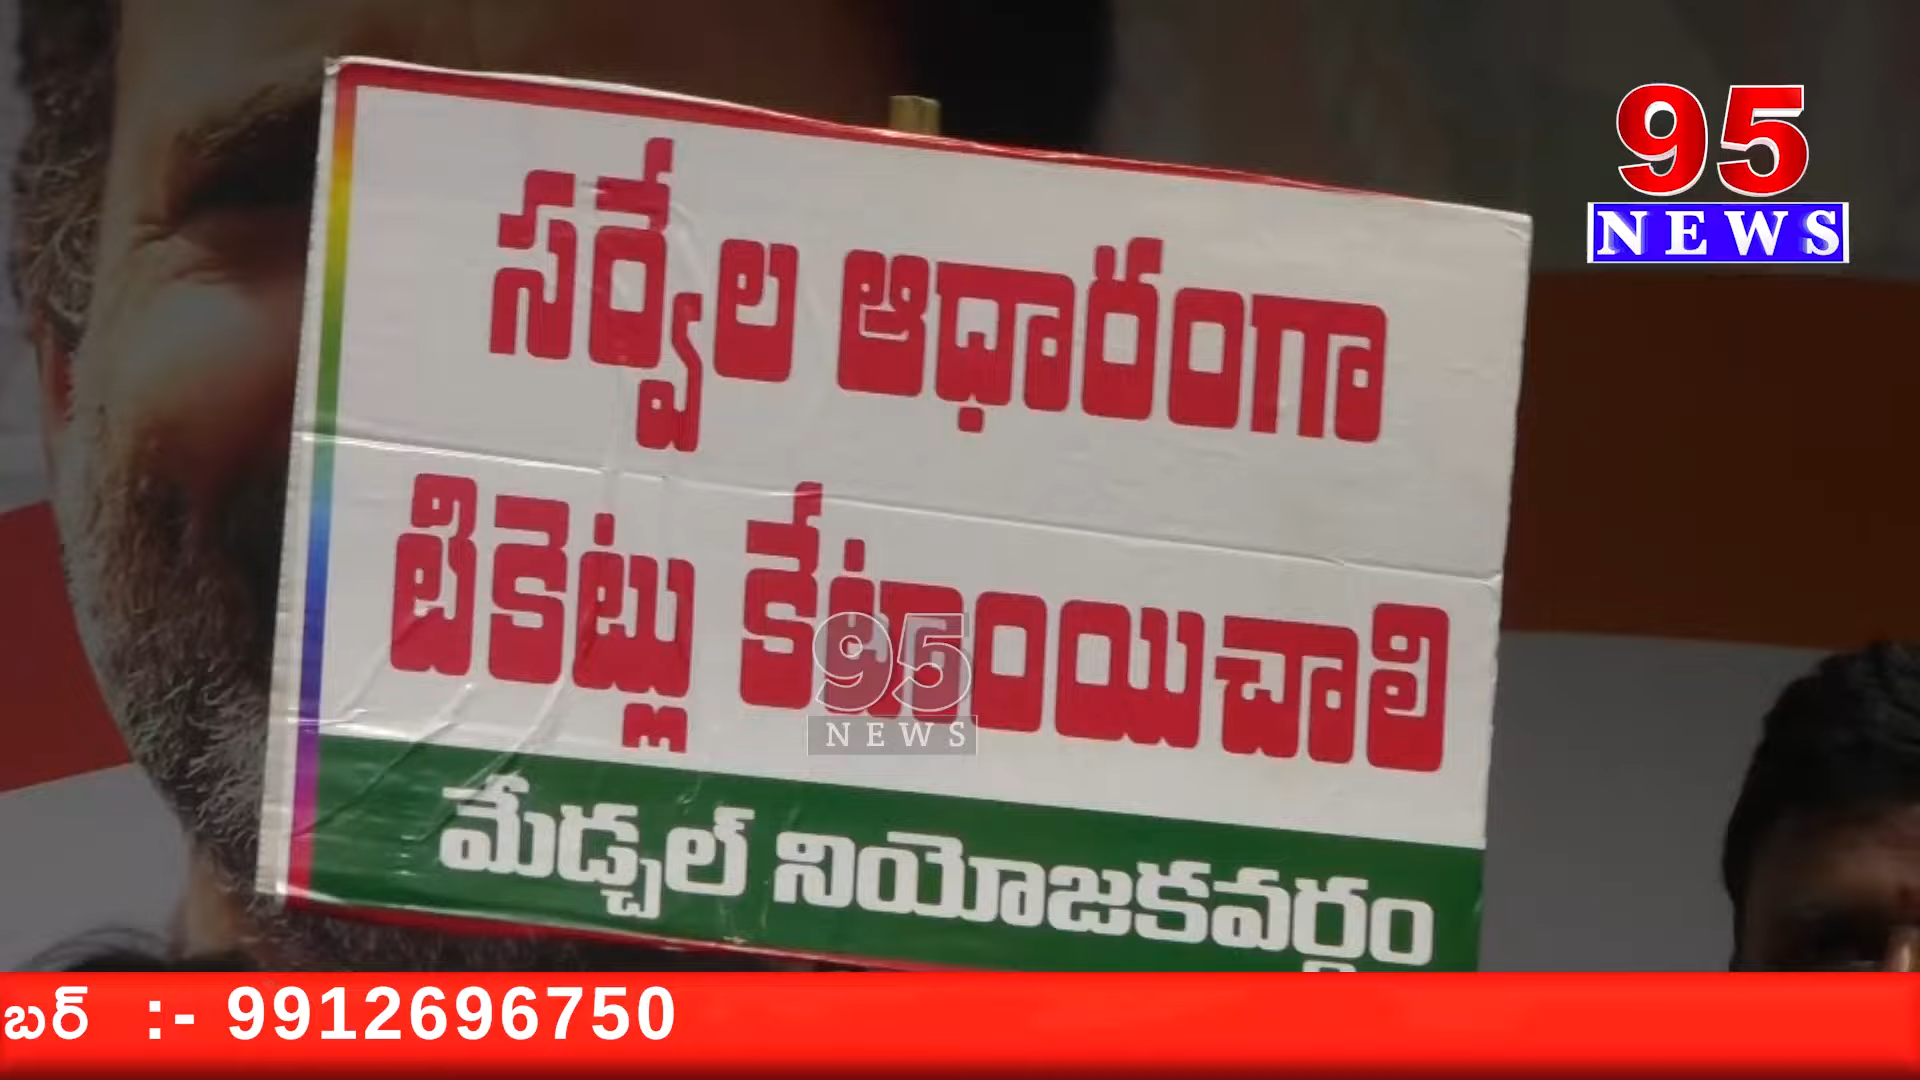 95
NEWS
సర్వేల ఆధారంగా
టికెట్లు కేటాయించాలి
95
NEWS
మేడ్చల్ నియోజకవర్గం
బర్ :- 9912696750